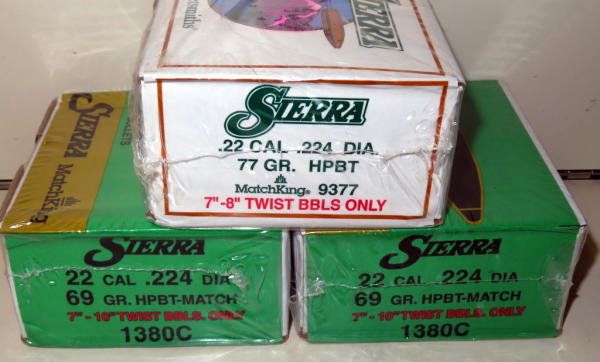 SIERRA
SIERRA
.22 CAL .224 DIA.
77 GR. HPBT
MatchKing® 9377
7"-8" TWIST BBLS ONLY
BULLETS
SIERRA
SIERRA
22 CAL .224 DIA
69 GR. HPBT-MATCH
7" - 10" TWIST BBLS. ONLY
1380C
SIERRA
22 CAL .224 DIA
69 GR. HPBT-MATCH
7" - 10" TWIST BBLS. ONLY
1380C